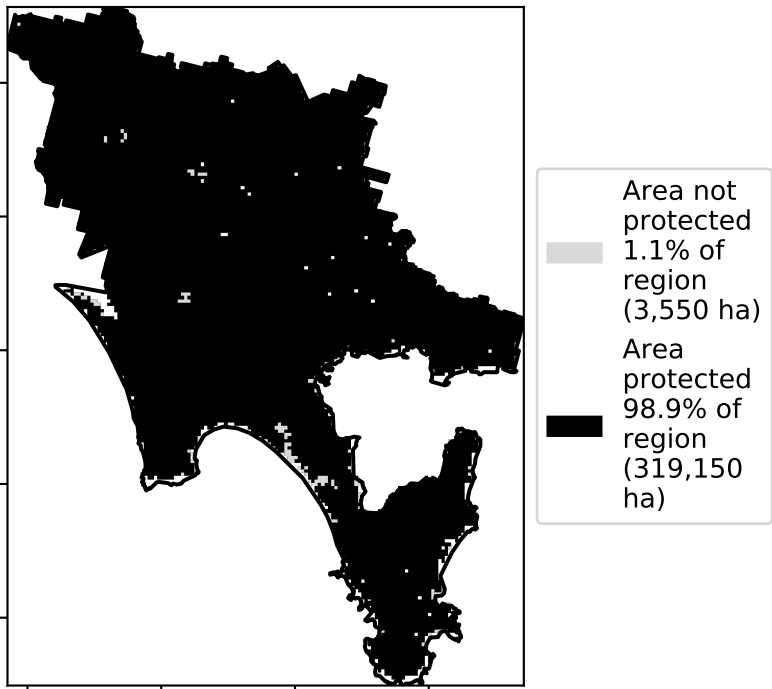 Area not
protected
1.1% of
region
(3,550 ha)
Area
protected
98.9% of
region
(319,150
ha)